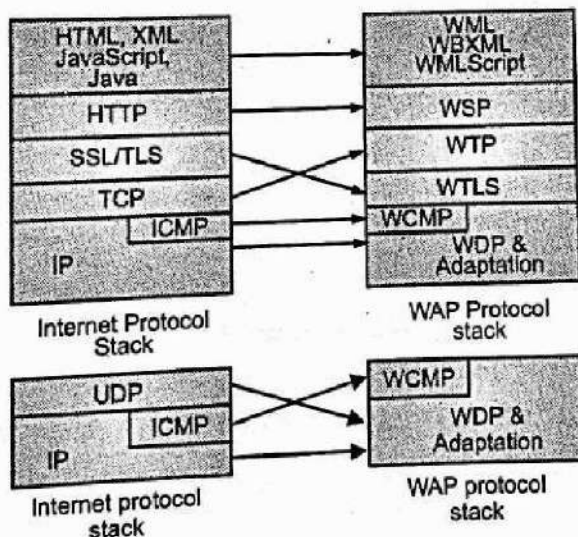 HTML, XML
JavaScript,
Java
HTTP
SSL/TLS
TCP
ICMP
IP
Internet Protocol
Stack
WML
WBXML
WMLScript
WSP
WTP
WTLS
WCMP
WDP &
Adaptation
WAP Protocol
stack
UDP
ICMP
IP
Internet protocol
stack
WCMP
WDP &
Adaptation
WAP protocol
stack